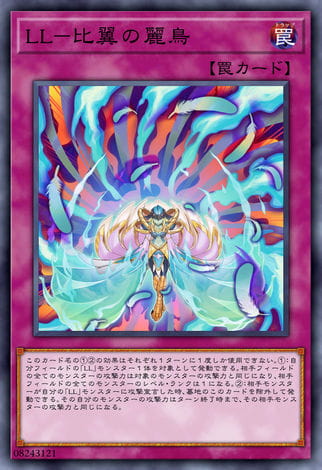 LL－比翼の麗鳥
トラップ
罠
【罠カード】
このカード名の①②の効果はそれぞれ１ターンに１度しか使用できない。①：自
分フィールドの「LL」モンスター１体を対象として発動できる。相手フィールド
の全てのモンスターの攻撃力は対象のモンスターの攻撃力と同じになり、相手
フィールドの全てのモンスターのレベル・ランクは１になる。②：相手モンスタ
ーが自分の「LL」モンスターに攻撃宣言した時、墓地のこのカードを除外して発
動できる。その自分のモンスターの攻撃力はターン終了時まで、その相手モンス
ターの攻撃力と同じになる。
08243121